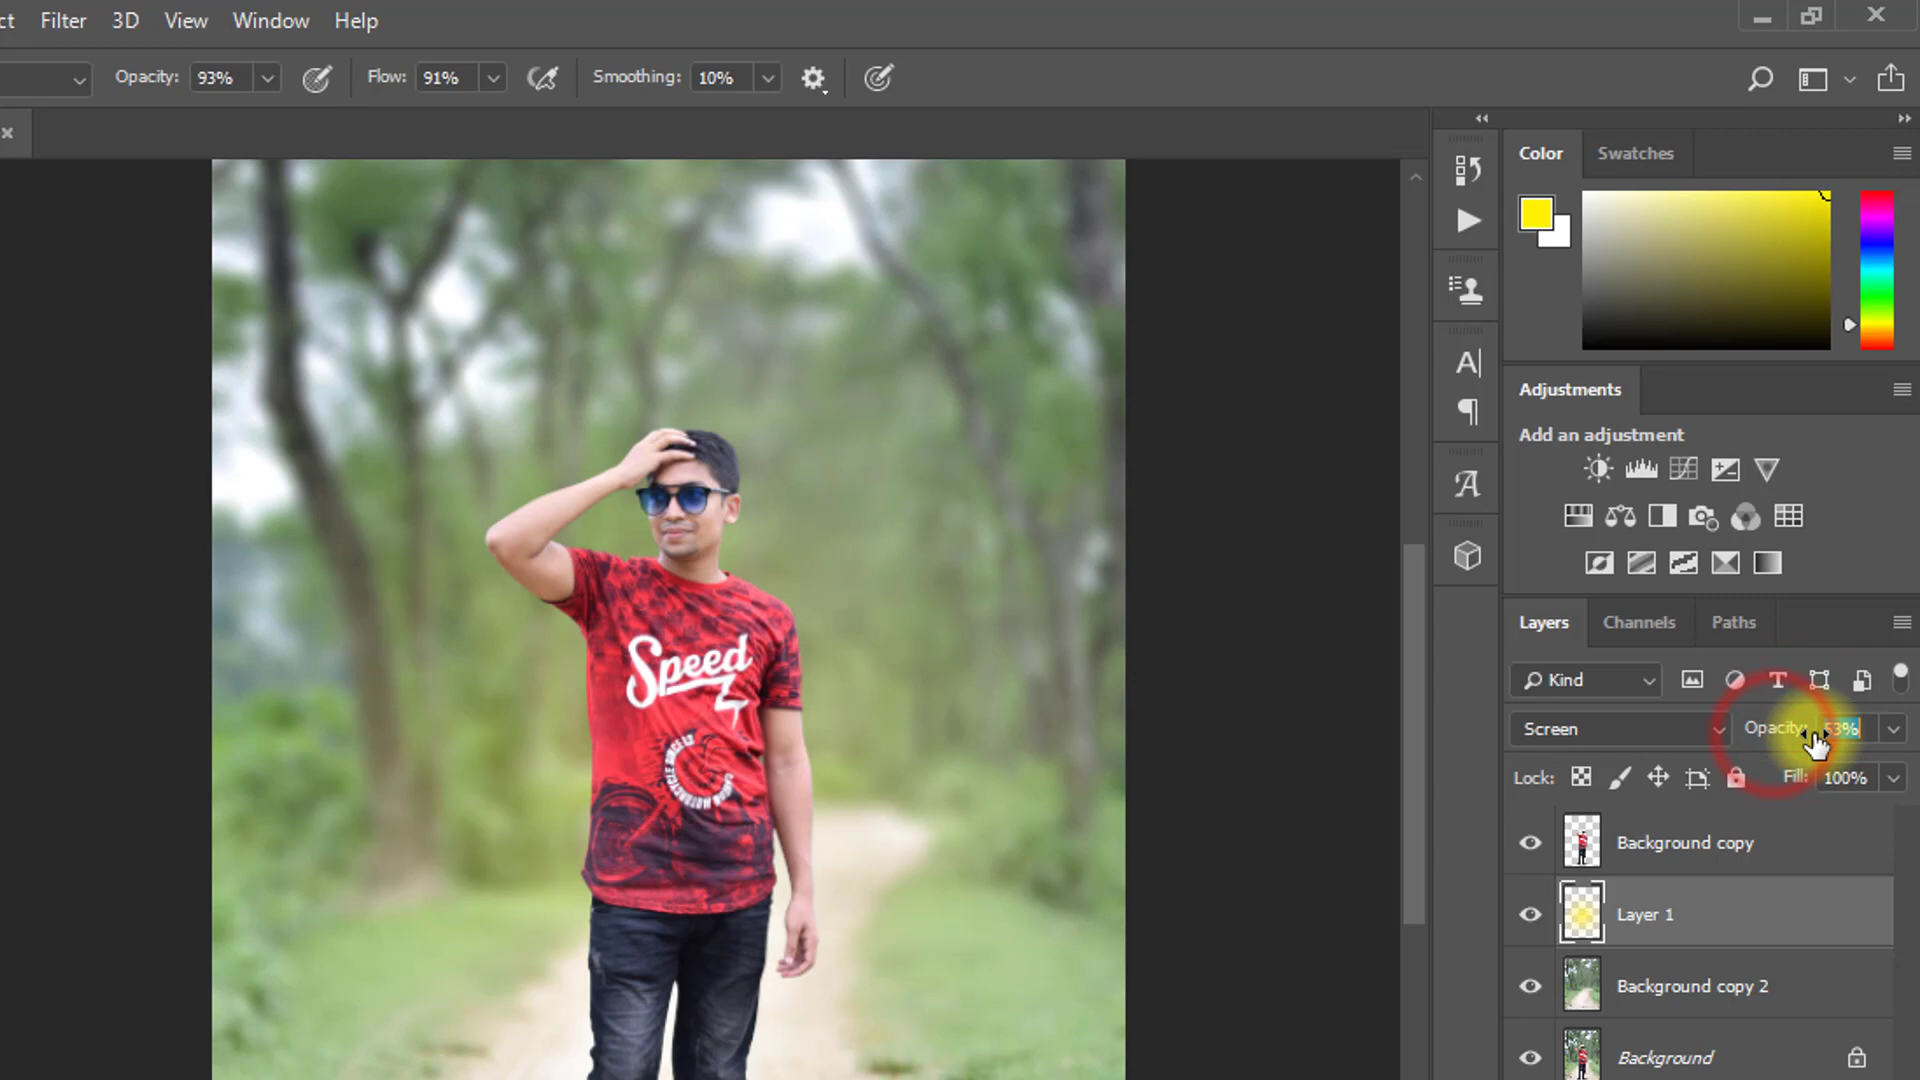 ct Filter 3D View Window Help
Opacity: 93% Flow: 91% Smoothing: 10%
Color Swatches
Adjustments
Add an adjustment
A|
A
Layers Channels Paths
Kind
T
Screen Opacity: 53%
Lock: Fill: 100%
Background copy
Layer 1
Background copy 2
Background
Speed